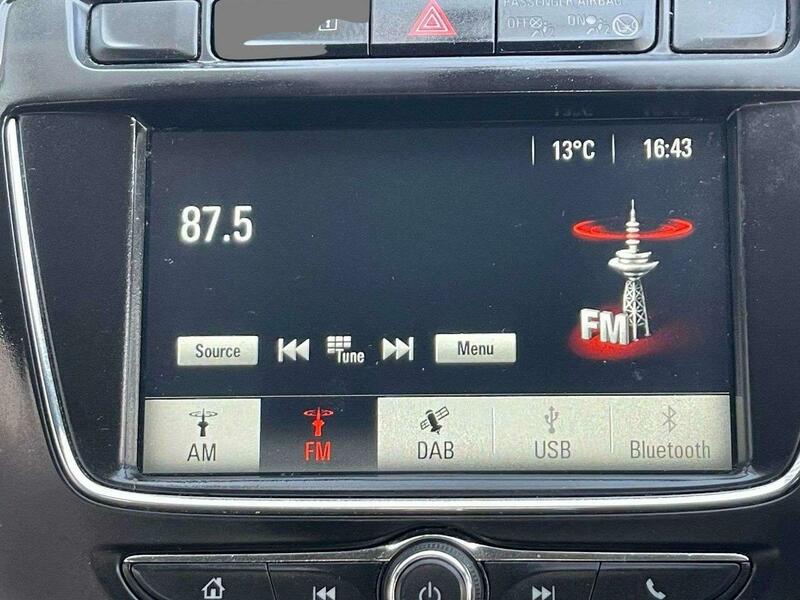 PASSENGER AIRBAG
OFF ON
13°C 16:43
87.5
FM
Source Tune Menu
AM FM DAB USB Bluetooth